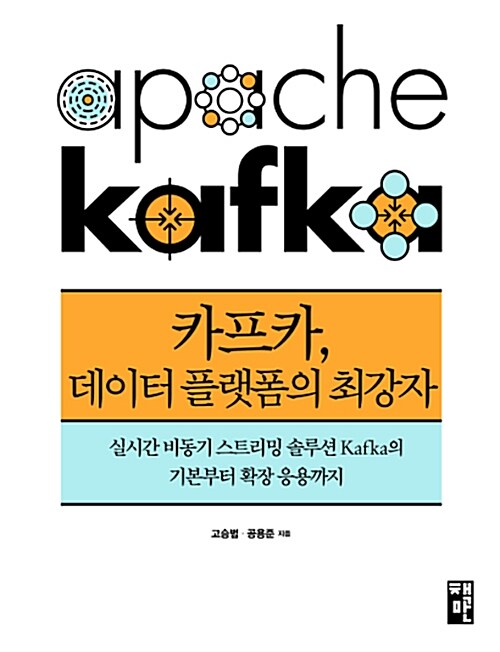 apache
kafka
카프카,
데이터 플랫폼의 최강자
실시간 비동기 스트리밍 솔루션 Kafka의
기본부터 확장 응용까지
고승범 · 공용준 지음
책만